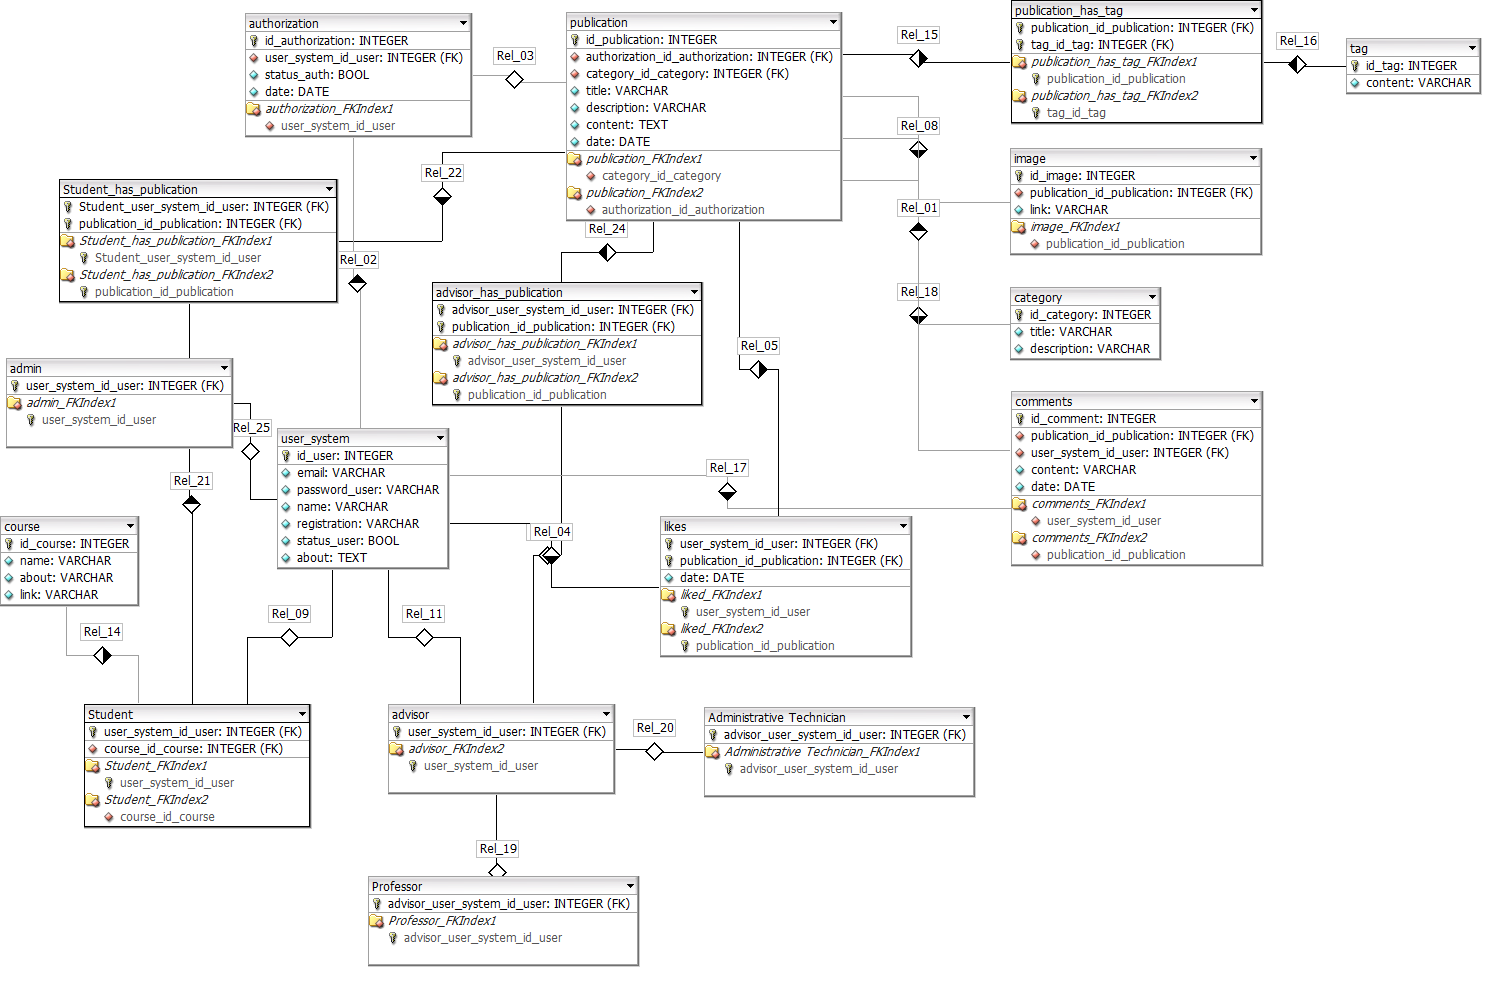 authorization
id_authorization: INTEGER
user_system_id_user: INTEGER (FK)
status_auth: BOOL
date: DATE
authorization_FKIndex1
user_system_id_user
Rel_03
publication
id_publication: INTEGER
authorization_id_authorization: INTEGER (FK)
category_id_category: INTEGER (FK)
title: VARCHAR
description: VARCHAR
content: TEXT
date: DATE
publication_FKIndex1
category_id_category
publication_FKIndex2
authorization_id_authorization
Rel_15
publication_has_tag
publication_id_publication: INTEGER (FK)
tag_id_tag: INTEGER (FK)
publication_has_tag_FKIndex1
publication_id_publication
publication_has_tag_FKIndex2
tag_id_tag
Rel_16
tag
id_tag: INTEGER
content: VARCHAR
Rel_08
Rel_22
image
id_image: INTEGER
publication_id_publication: INTEGER (FK)
link: VARCHAR
image_FKIndex1
publication_id_publication
Student_has_publication
Student_user_system_id_user: INTEGER (FK)
publication_id_publication: INTEGER (FK)
Student_has_publication_FKIndex1
Student_user_system_id_user
Student_has_publication_FKIndex2
publication_id_publication
Rel_01
Rel_24
Rel_02
advisor_has_publication
advisor_user_system_id_user: INTEGER (FK)
publication_id_publication: INTEGER (FK)
advisor_has_publication_FKIndex1
advisor_user_system_id_user
advisor_has_publication_FKIndex2
publication_id_publication
Rel_18
category
id_category: INTEGER
title: VARCHAR
description: VARCHAR
Rel_05
admin
user_system_id_user: INTEGER (FK)
admin_FKIndex1
user_system_id_user
Rel_25
comments
id_comment: INTEGER
publication_id_publication: INTEGER (FK)
user_system_id_user: INTEGER (FK)
content: VARCHAR
date: DATE
comments_FKIndex1
user_system_id_user
comments_FKIndex2
publication_id_publication
user_system
id_user: INTEGER
email: VARCHAR
password_user: VARCHAR
name: VARCHAR
registration: VARCHAR
status_user: BOOL
about: TEXT
Rel_17
Rel_21
course
id_course: INTEGER
name: VARCHAR
about: VARCHAR
link: VARCHAR
Rel_04
likes
user_system_id_user: INTEGER (FK)
publication_id_publication: INTEGER (FK)
date: DATE
liked_FKIndex1
user_system_id_user
liked_FKIndex2
publication_id_publication
Rel_09
Rel_11
Rel_14
Student
user_system_id_user: INTEGER (FK)
course_id_course: INTEGER (FK)
Student_FKIndex1
user_system_id_user
Student_FKIndex2
course_id_course
advisor
user_system_id_user: INTEGER (FK)
advisor_FKIndex2
user_system_id_user
Rel_20
Administrative Technician
advisor_user_system_id_user: INTEGER (FK)
Administrative Technician_FKIndex1
advisor_user_system_id_user
Rel_19
Professor
advisor_user_system_id_user: INTEGER (FK)
Professor_FKIndex1
advisor_user_system_id_user